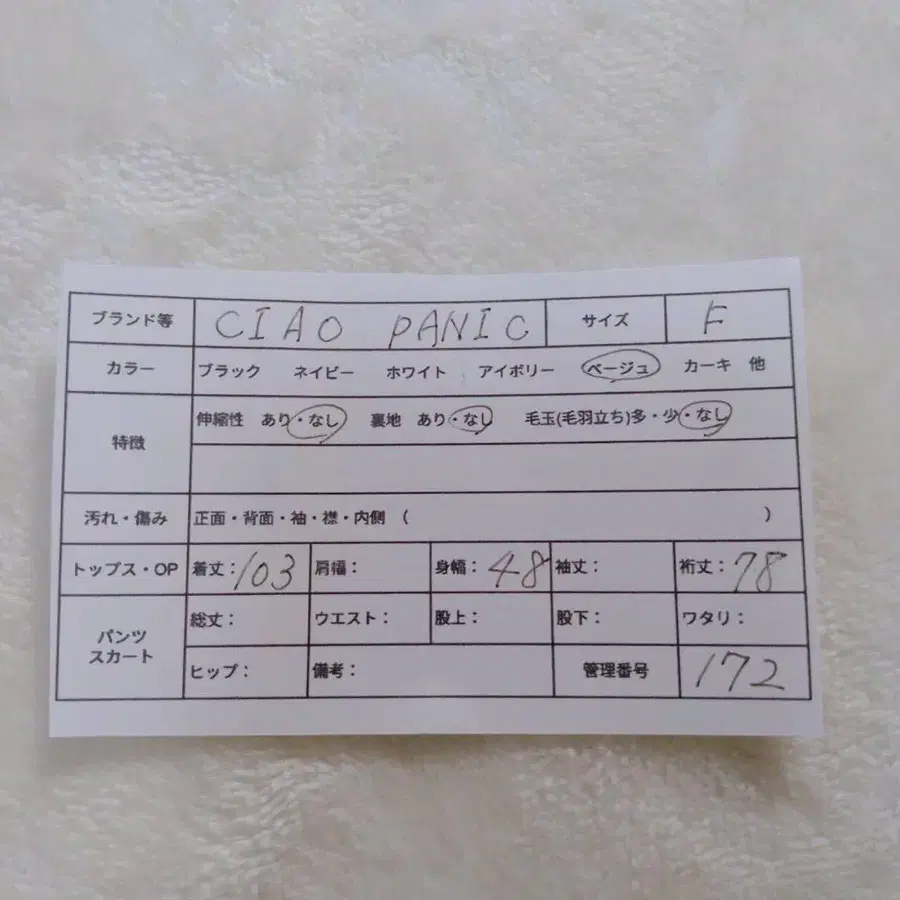 ブランド等 CIAO PANIC サイズ F
カラー ブラック ネイビー ホワイト アイボリー ベージュ カーキ 他
特徴 伸縮性 あり・なし 裏地 あり・なし 毛玉(毛羽立ち)多・少・なし
汚れ・傷み 正面・背面・袖・襟・内側 ( )
トップス・OP 着丈:103 肩幅: 身幅:48 袖丈: 裄丈:78
パンツ スカート 総丈: ウエスト: 股上: 股下: ワタリ:
ヒップ: 備考: 管理番号 172